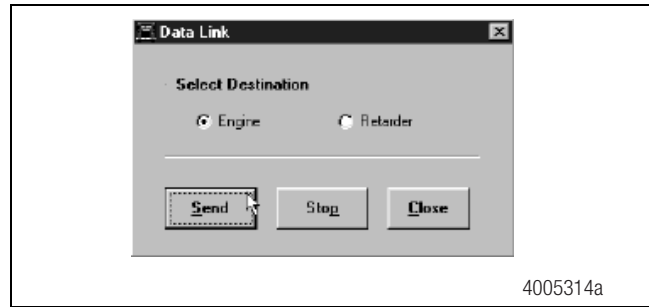 Data Link
Select Destination
Engine Retarder
Send Stop Close
4005314a